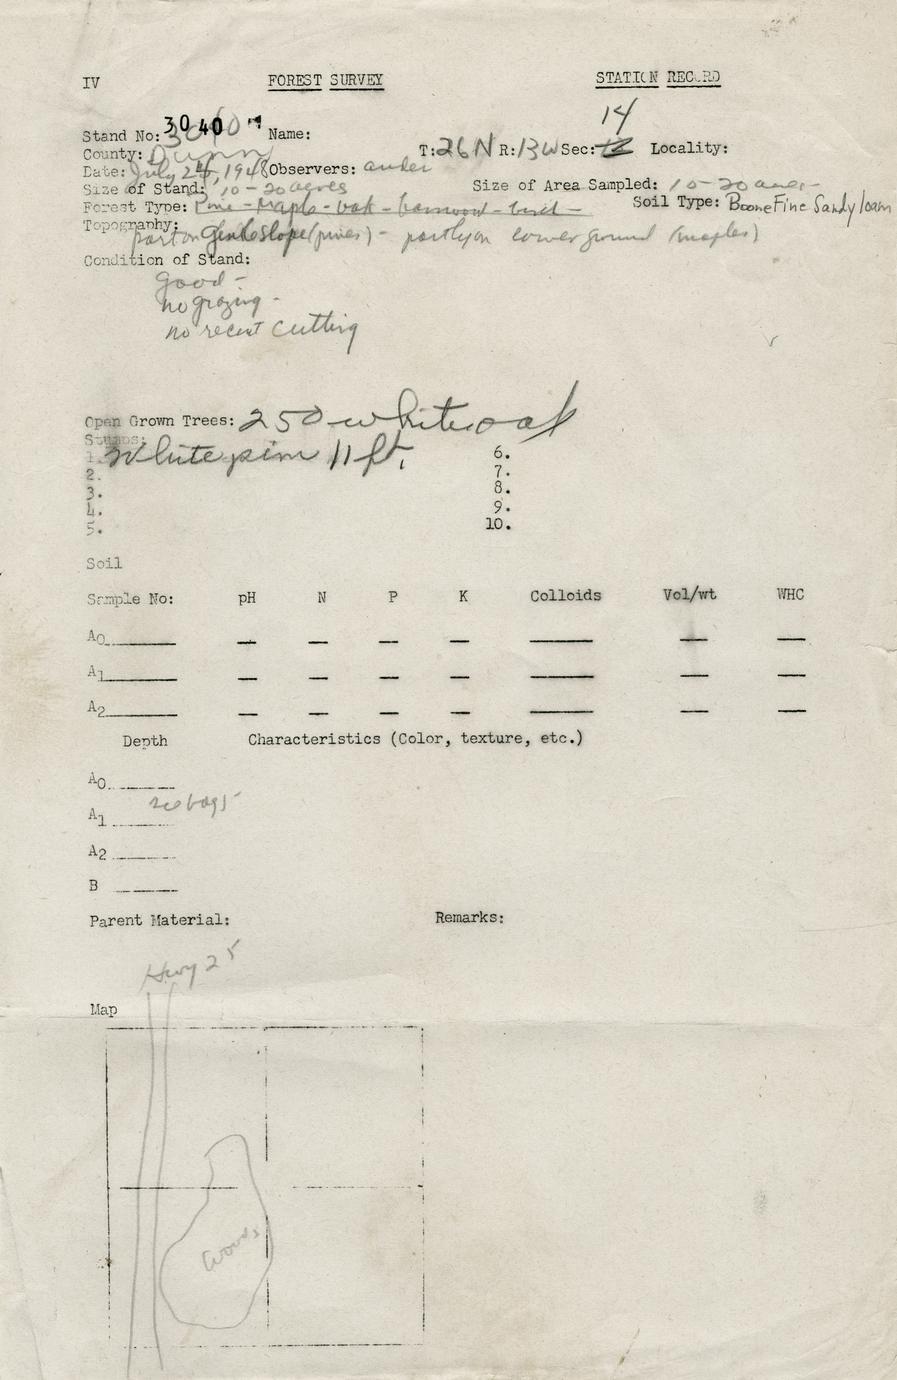 IV FOREST SURVEY STATION RECORD
14
Stand No: 3040 Name:
County: Dunn T: 26N R: 13W Sec: Locality:
Date: July 24, 1948 Observers: ander
Size of Stand: 10-20 acres Size of Area Sampled: 10-20 acres-
Forest Type: Pine - Maple - oak - basswood - birch - Soil Type: Boone Fine Sandy loam
Topography:
part on Gentle Slope (pines) - partly on lower ground (maples)
Condition of Stand:
Good -
no grazing -
no recent cutting
Open Grown Trees: 250 white oak
Stumps:
1. White pine 11 ft. 6.
2. 7.
3. 8.
4. 9.
5. 10.
Soil
Sample No: pH N P K Colloids Vol/wt WHC
A0
A1
A2
Depth Characteristics (Color, texture, etc.)
A0
see bags -
A1
A2
B
Parent Material: Remarks:
Hwy 25
Map
Woods